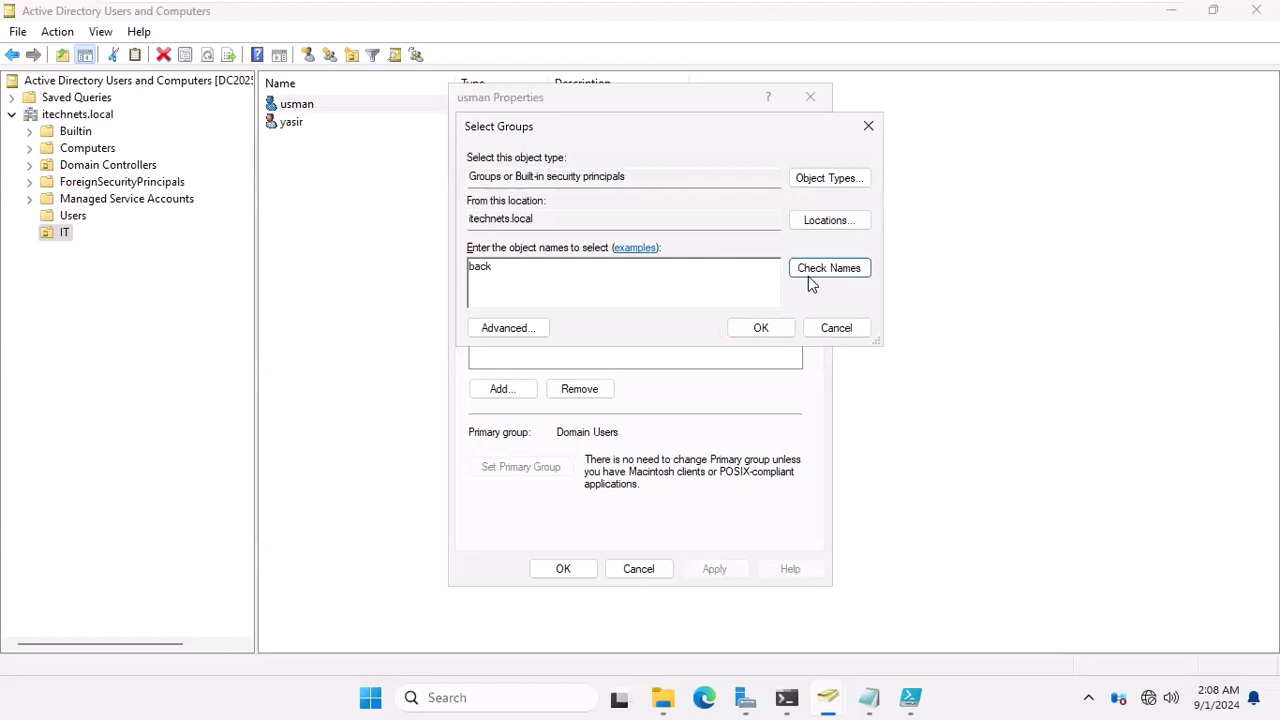 Active Directory Users and Computers
File Action View Help
Active Directory Users and Computers [DC2025
Saved Queries
itechnets.local
Builtin
Computers
Domain Controllers
ForeignSecurityPrincipals
Managed Service Accounts
Users
IT
Name Type Description
usman
yasir
usman Properties
?
Select Groups
Select this object type:
Groups or Built-in security principals
Object Types...
From this location:
itechnets.local
Locations...
Enter the object names to select (examples):
back
Check Names
Advanced... OK Cancel
Add... Remove
Primary group: Domain Users
Set Primary Group
There is no need to change Primary group unless
you have Macintosh clients or POSIX-compliant
applications.
OK Cancel Apply Help
Search
2:08 AM
9/1/2024